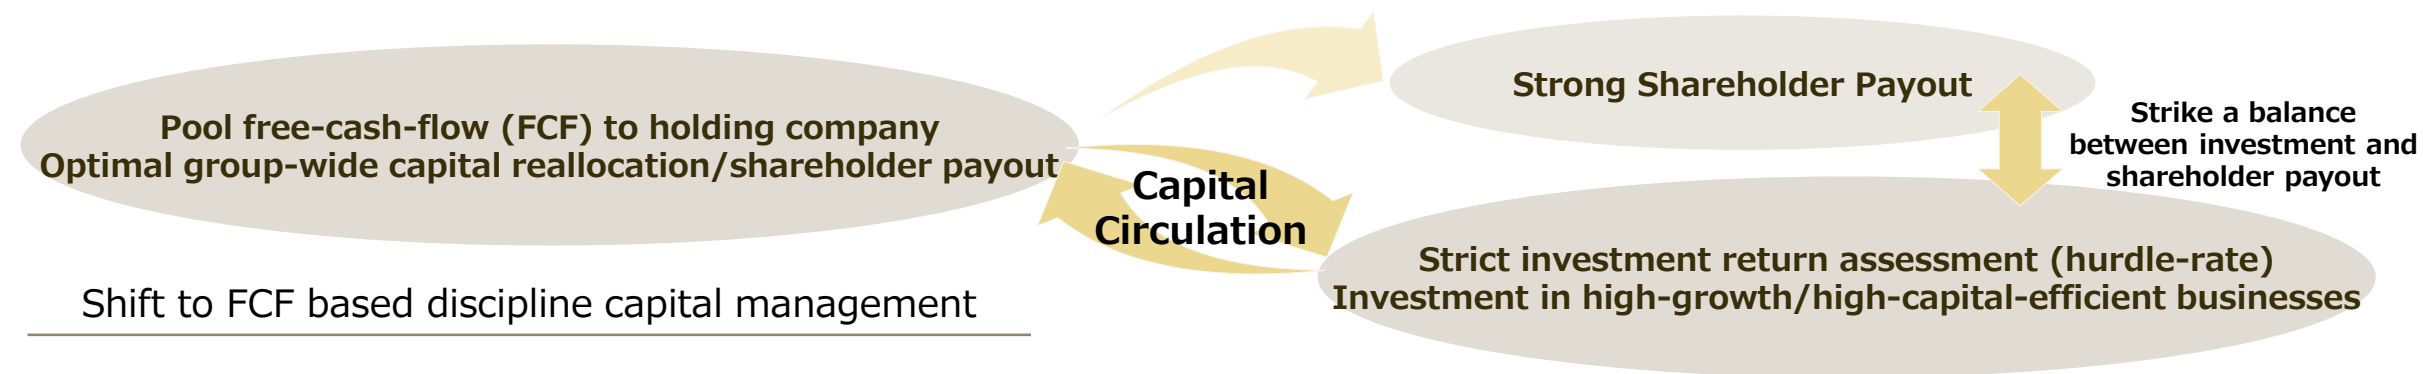 Pool free-cash-flow (FCF) to holding company
Optimal group-wide capital reallocation/shareholder payout
Shift to FCF based discipline capital management
Capital
Circulation
Strong Shareholder Payout
Strike a balance
between investment and
shareholder payout
Strict investment return assessment (hurdle-rate)
Investment in high-growth/high-capital-efficient businesses